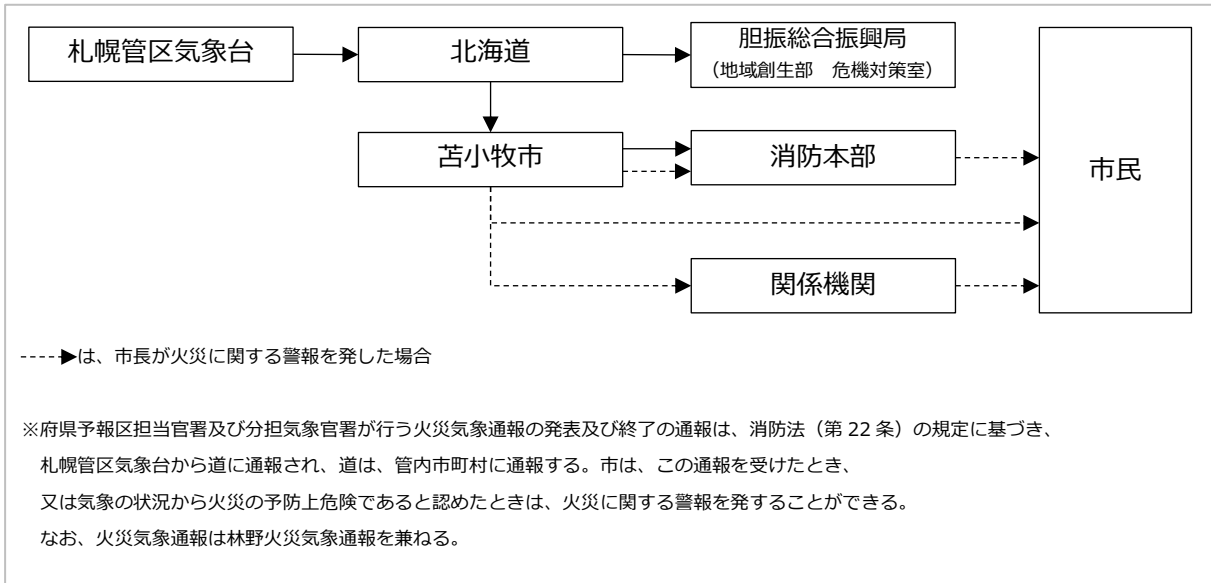 札幌管区気象台
北海道
胆振総合振興局
（地域創生部　危機対策室）
苫小牧市
消防本部
市民
関係機関
は、市長が火災に関する警報を発した場合
※府県予報区担当官署及び分担気象官署が行う火災気象通報の発表及び終了の通報は、消防法（第 22 条）の規定に基づき、
札幌管区気象台から道に通報され、道は、管内市町村に通報する。市は、この通報を受けたとき、
又は気象の状況から火災の予防上危険であると認めたときは、火災に関する警報を発することができる。
なお、火災気象通報は林野火災気象通報を兼ねる。